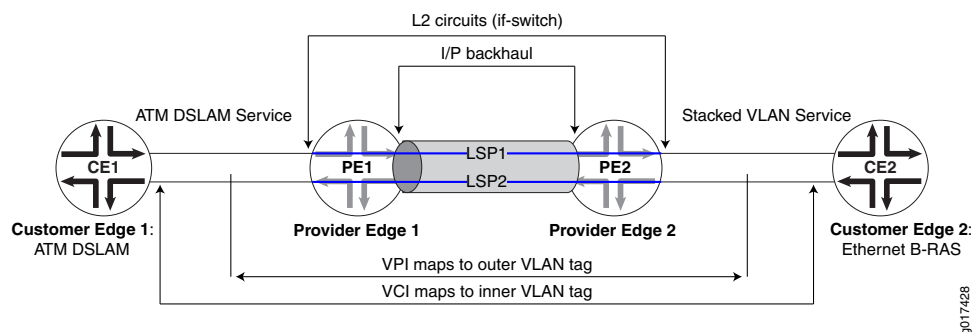 L2 circuits (if-switch)
I/P backhaul
ATM DSLAM Service
Stacked VLAN Service
CE1
PE1
LSP1
LSP2
PE2
CE2
Customer Edge 1:
ATM DSLAM
Provider Edge 1
Provider Edge 2
Customer Edge 2:
Ethernet B-RAS
VPI maps to outer VLAN tag
VCI maps to inner VLAN tag
g017428